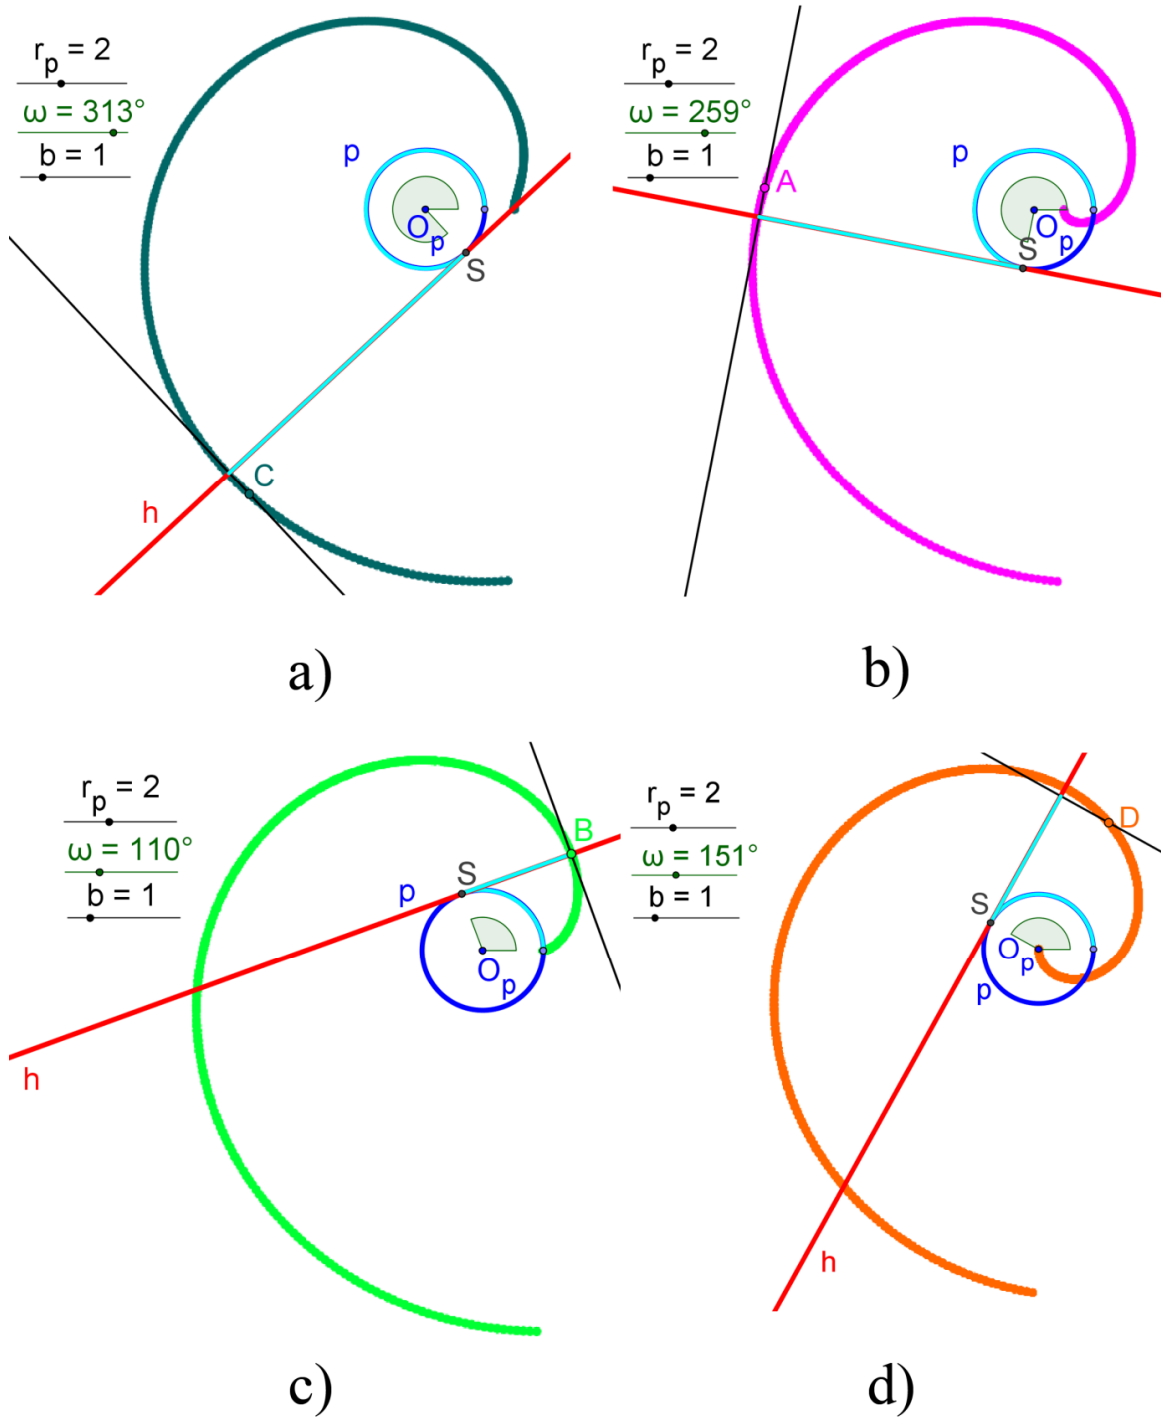 r_p = 2
ω = 313°
b = 1
p
O_p
S
C
h
a)
r_p = 2
ω = 259°
b = 1
p
A
O_p
S
b)
r_p = 2
ω = 110°
b = 1
B
S
p
O_p
h
c)
r_p = 2
ω = 151°
b = 1
D
S
O_p
p
h
d)